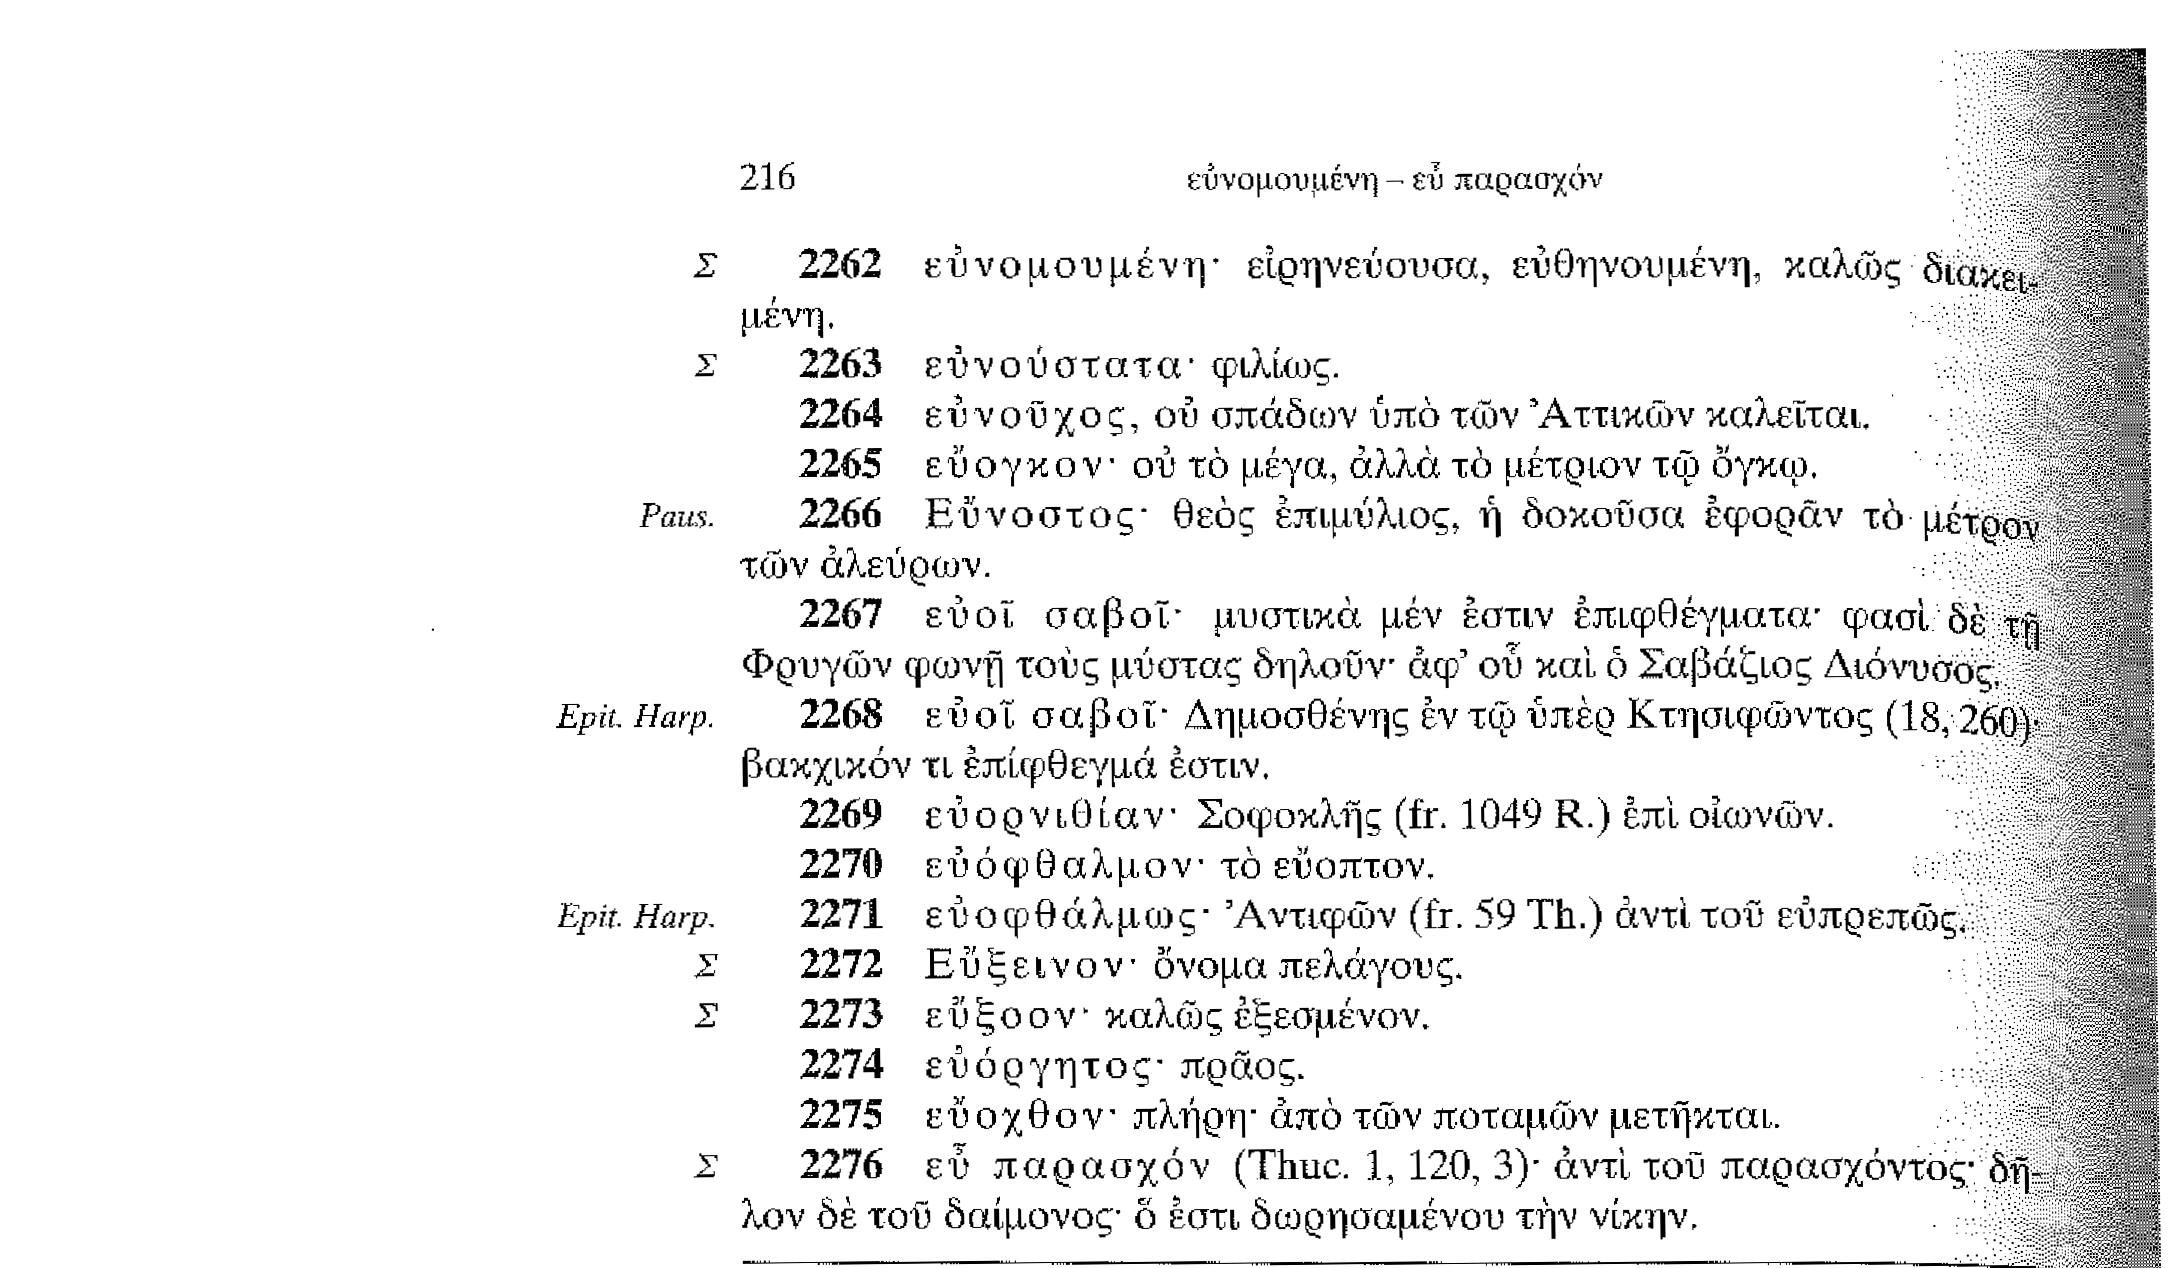 216 εὐνομουμένη – εὖ παρασχόν
Σ 2262 εὐνομουμένη· εἰρηνεύουσα, εὐθηνουμένη, καλῶς διακει-
μένη.
Σ 2263 εὐνούστατα· φιλίως.
2264 εὐνοῦχος, οὐ σπάδων ὑπὸ τῶν Ἀττικῶν καλεῖται.
2265 εὔογκον· οὐ τὸ μέγα, ἀλλὰ τὸ μέτριον τῷ ὄγκῳ.
Paus. 2266 Εὔνοστος· θεὸς ἐπιμύλιος, ἡ δοκοῦσα ἐφορᾶν τὸ μέτρον
τῶν ἀλεύρων.
2267 εὐοῖ σαβοῖ· μυστικὰ μέν ἐστιν ἐπιφθέγματα· φασὶ δὲ τῇ
Φρυγῶν φωνῇ τοὺς μύστας δηλοῦν· ἀφ’ οὗ καὶ ὁ Σαβάζιος Διόνυσος.
Epit. Harp. 2268 εὐοῖ σαβοῖ· Δημοσθένης ἐν τῷ ὑπὲρ Κτησιφῶντος (18, 260)·
βακχικόν τι ἐπίφθεγμά ἐστιν.
2269 εὐορνιθίαν· Σοφοκλῆς (fr. 1049 R.) ἐπὶ οἰωνῶν.
2270 εὐόφθαλμον· τὸ εὔοπτον.
Epit. Harp. 2271 εὐοφθάλμως· Ἀντιφῶν (fr. 59 Th.) ἀντὶ τοῦ εὐπρεπῶς.
Σ 2272 Εὔξεινον· ὄνομα πελάγους.
Σ 2273 εὔξοον· καλῶς ἐξεσμένον.
2274 εὐόργητος· πρᾶος.
2275 εὔοχθον· πλήρη· ἀπὸ τῶν ποταμῶν μετῆκται.
Σ 2276 εὖ παρασχόν (Thuc. 1, 120, 3)· ἀντὶ τοῦ παρασχόντος· δῆ-
λον δὲ τοῦ δαίμονος· ὅ ἐστι δωρησαμένου τὴν νίκην.